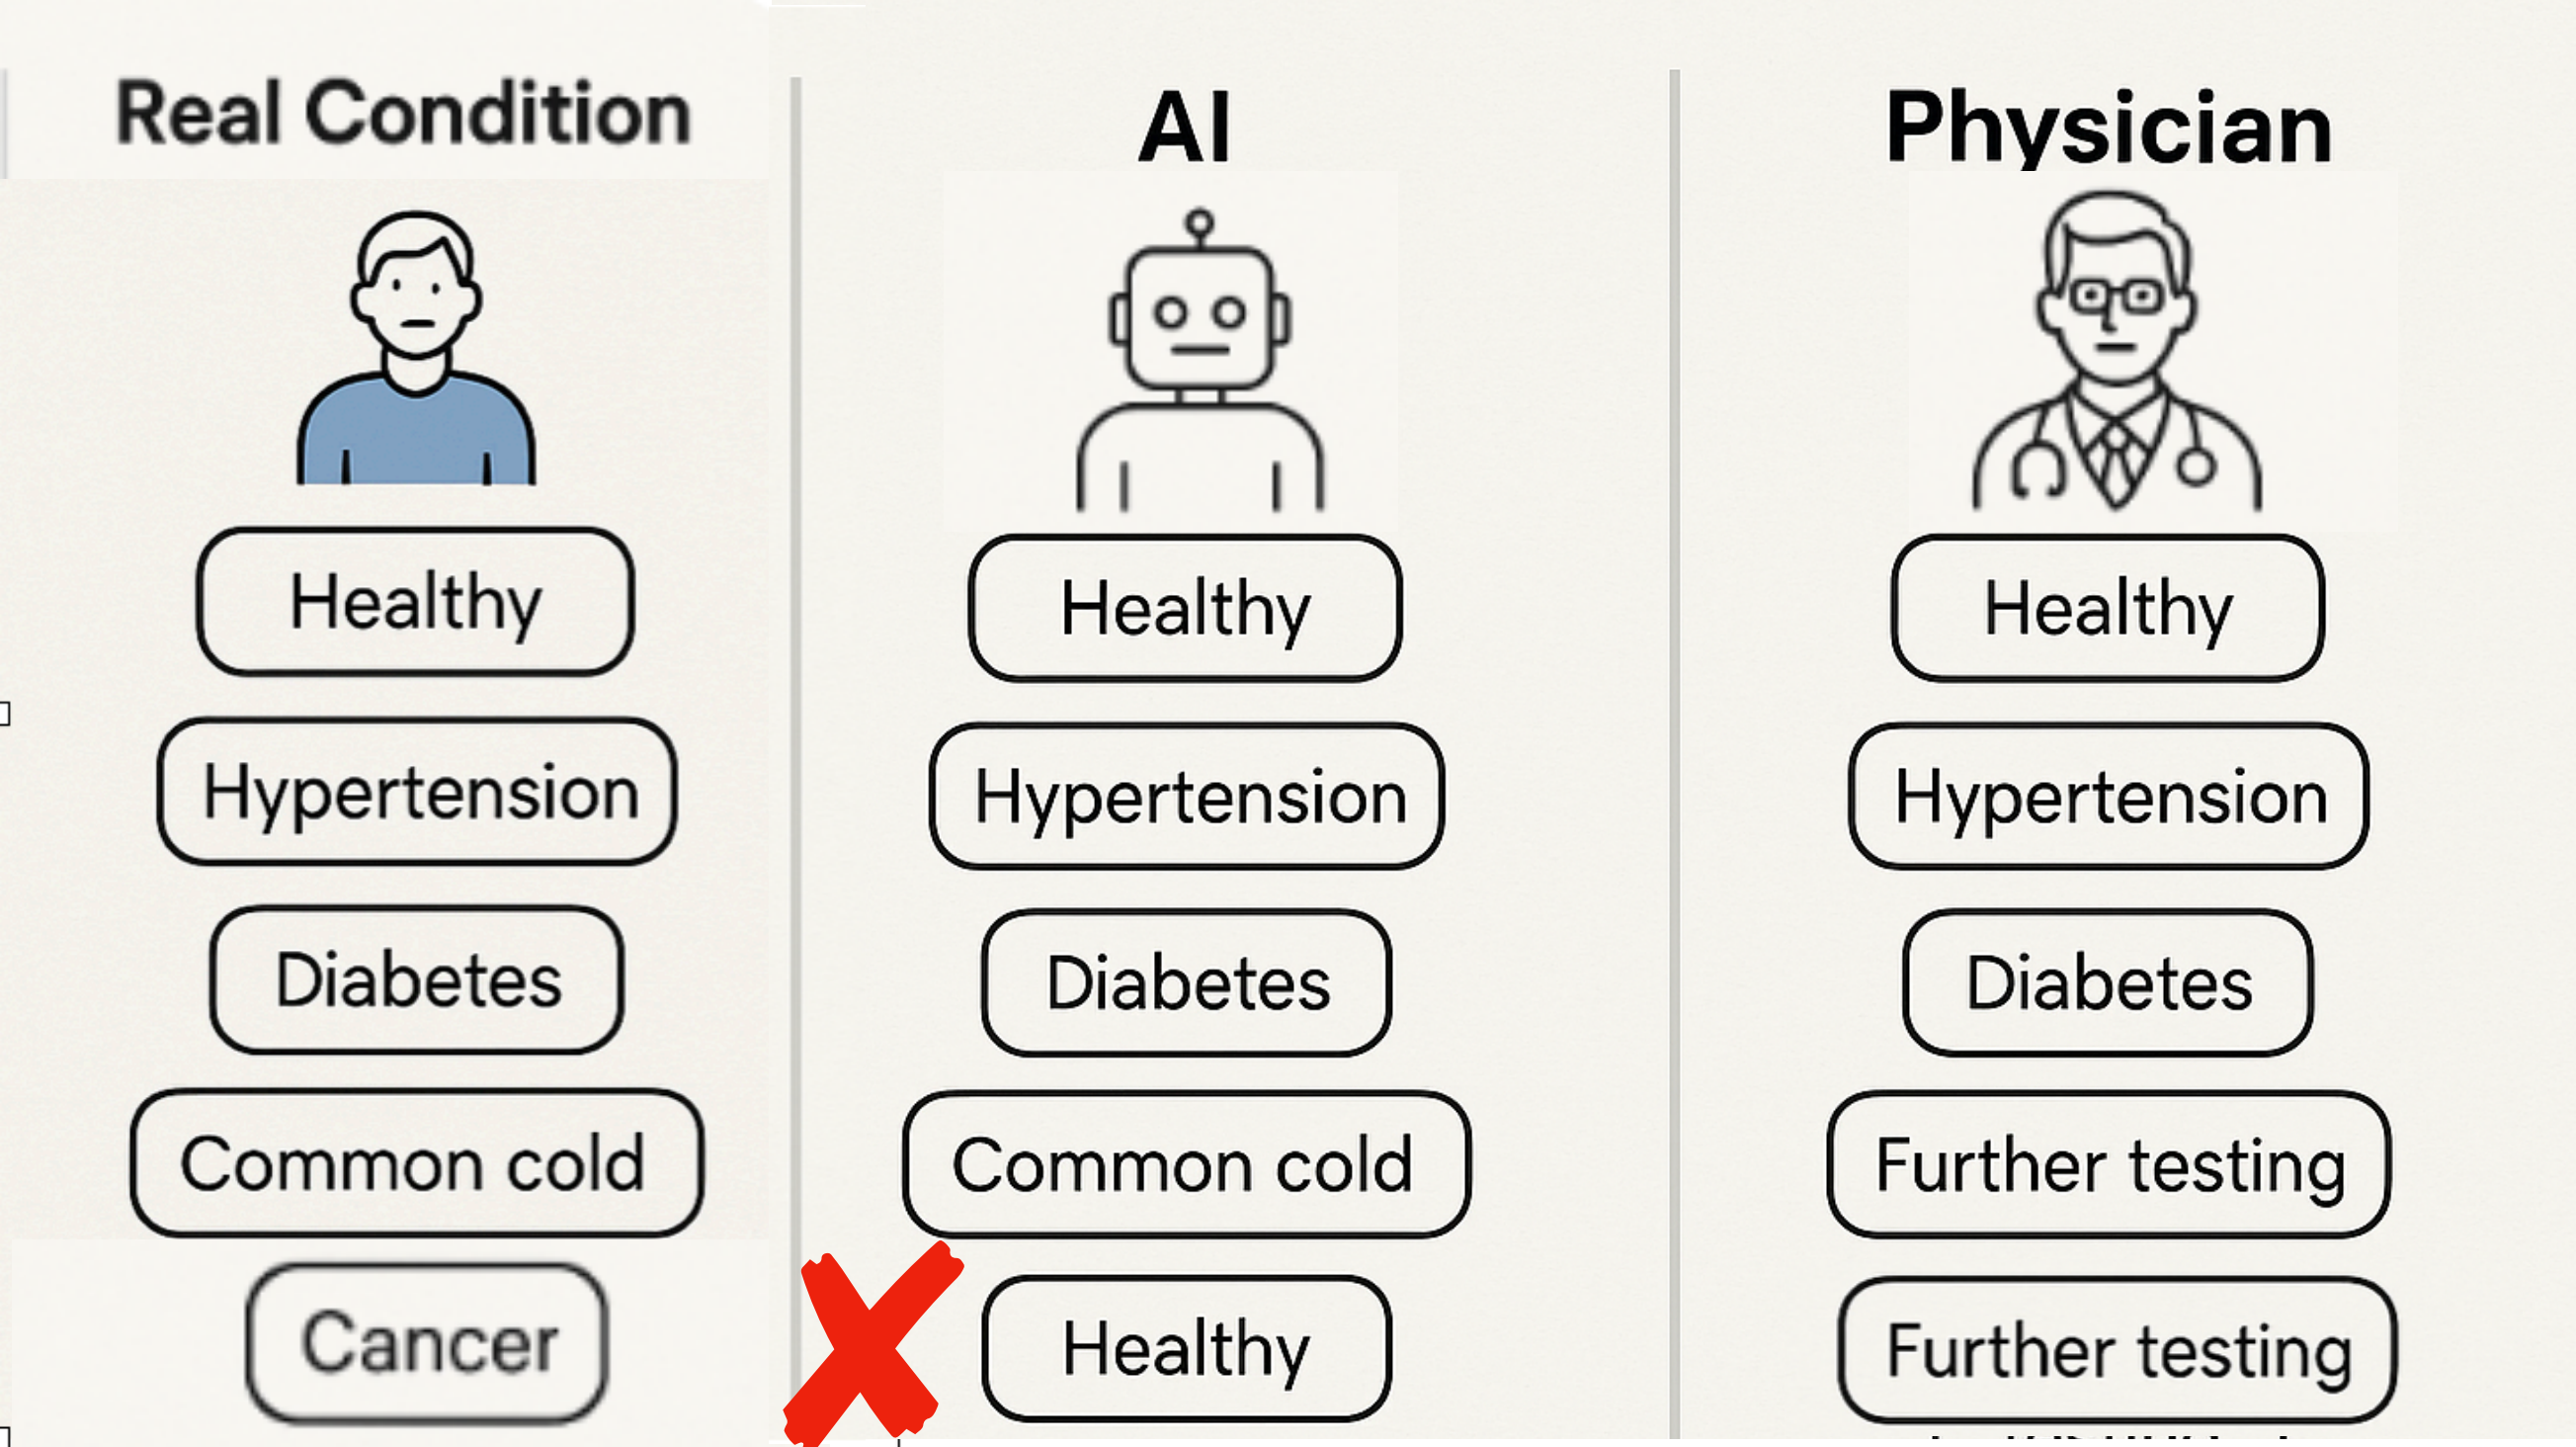 Real Condition
Healthy
Hypertension
Diabetes
Common cold
Cancer
AI
Healthy
Hypertension
Diabetes
Common cold
Healthy
Physician
Healthy
Hypertension
Diabetes
Further testing
Further testing